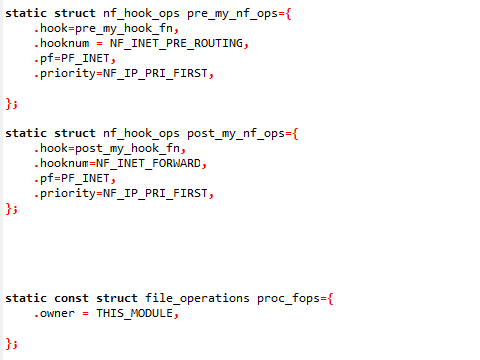 static struct nf_hook_ops pre_my_nf_ops={
    .hook=pre_my_hook_fn,
    .hooknum = NF_INET_PRE_ROUTING,
    .pf=PF_INET,
    .priority=NF_IP_PRI_FIRST,
};
static struct nf_hook_ops post_my_nf_ops={
    .hook=post_my_hook_fn,
    .hooknum=NF_INET_FORWARD,
    .pf=PF_INET,
    .priority=NF_IP_PRI_FIRST,
};
static const struct file_operations proc_fops={
    .owner = THIS_MODULE,
};